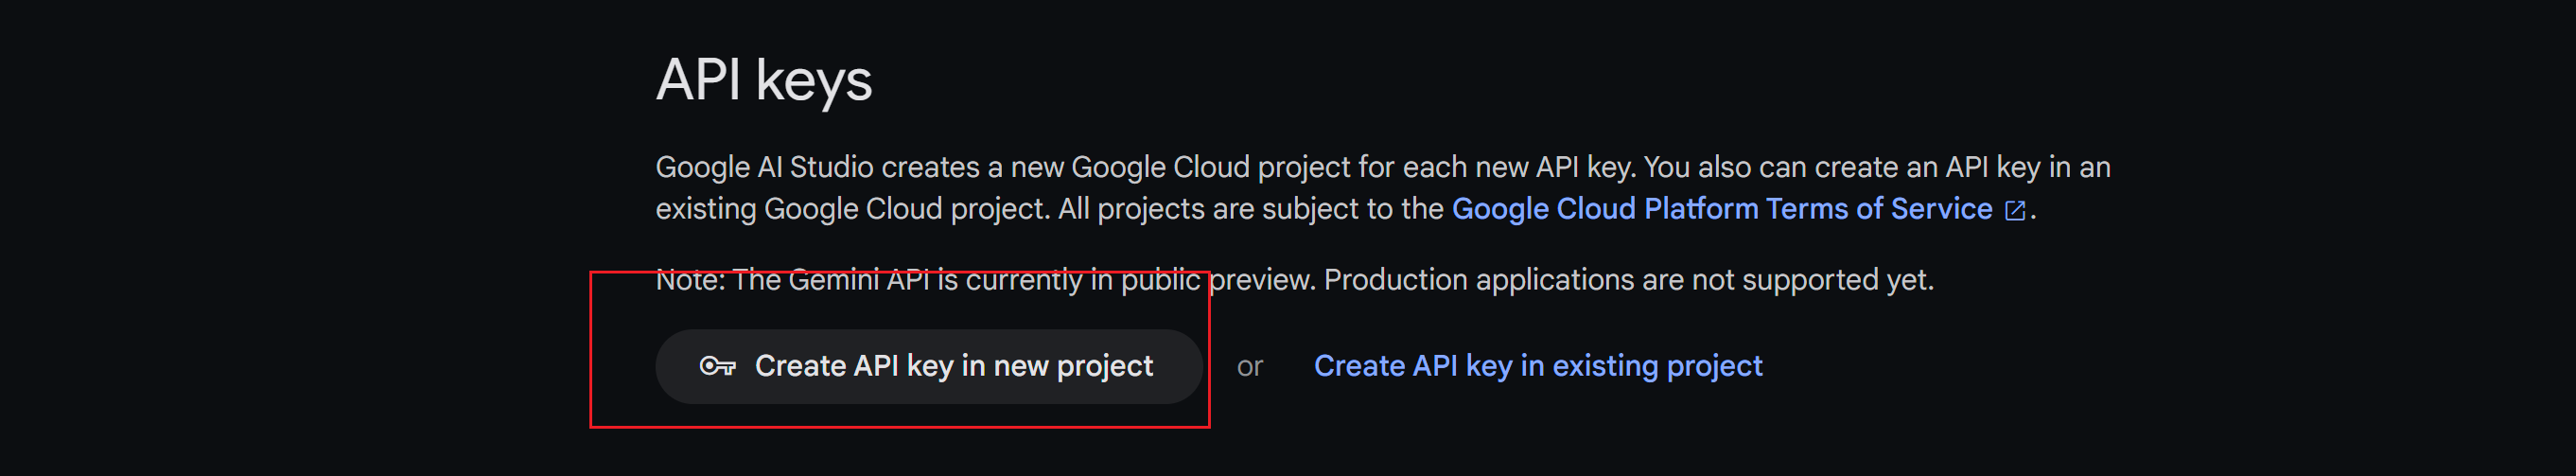 API keys
Google AI Studio creates a new Google Cloud project for each new API key. You also can create an API key in an
existing Google Cloud project. All projects are subject to the Google Cloud Platform Terms of Service.
Note: The Gemini API is currently in public preview. Production applications are not supported yet.
Create API key in new project or Create API key in existing project